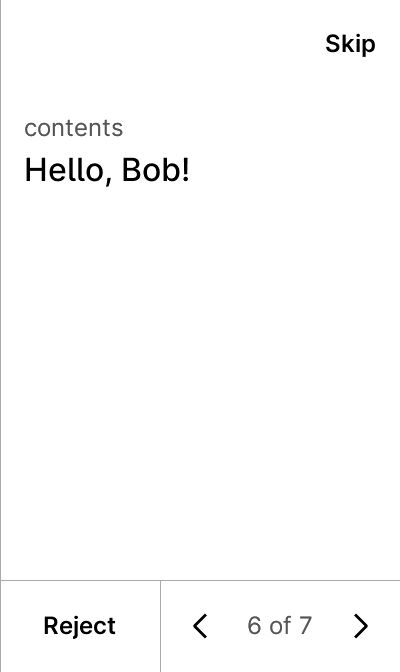 Skip
contents
Hello, Bob!
Reject
6 of 7